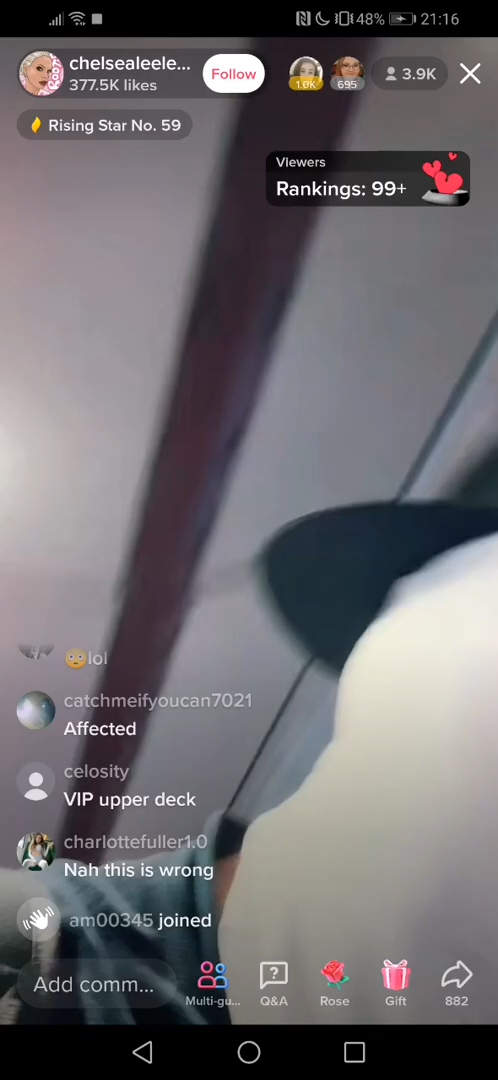 48% 21:16
chelsealeele...
377.5K likes
Follow
1.0K
695
3.9K
Rising Star No. 59
Viewers
Rankings: 99+
lol
catchmeifyoucan7021
Affected
celosity
VIP upper deck
charlottefuller1.0
Nah this is wrong
am00345 joined
Add comm...
Multi-gu...
Q&A
Rose
Gift
882